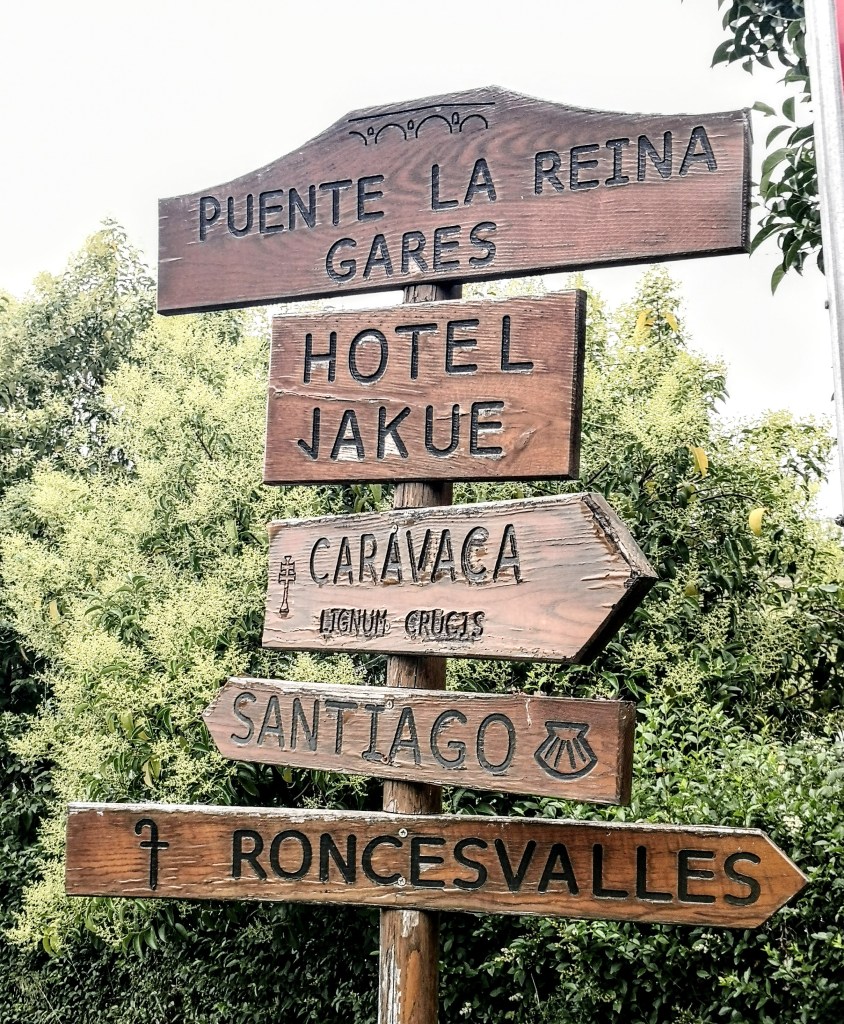 PUENTE LA REINA
GARES
HOTEL
JAKUE
CARAVACA
LIGNUM CRUCIS
SANTIAGO
RONCESVALLES